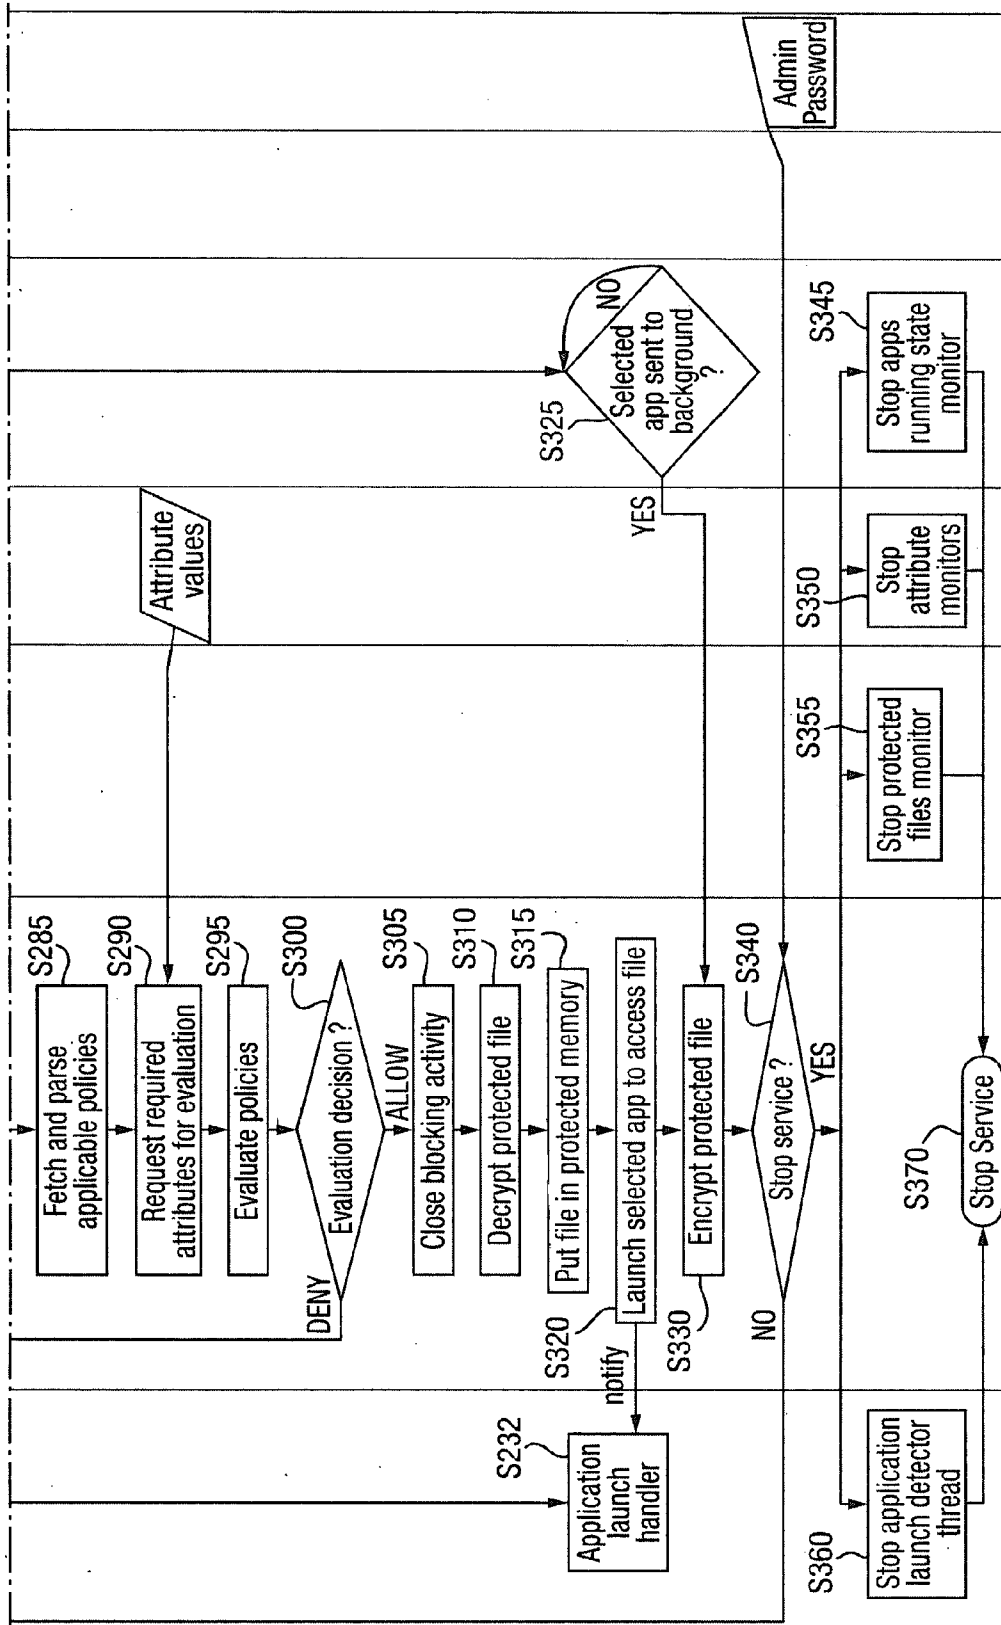 S285
Fetch and parse
applicable policies
S290
Request required
attributes for evaluation
Attribute
values
S295
Evaluate policies
S300
Evaluation decision ?
DENY
ALLOW
S305
Close blocking activity
S310
Decrypt protected file
S315
Put file in protected memory
S320
Launch selected app to access file
notify
S232
Application
launch
handler
S325
Selected
app sent to
background
?
NO
YES
S330
Encrypt protected file
S340
Stop service ?
NO
YES
Admin
Password
S360
Stop application
launch detector
thread
S355
Stop protected
files monitor
S350
Stop
attribute
monitors
S345
Stop apps
running state
monitor
S370
Stop Service